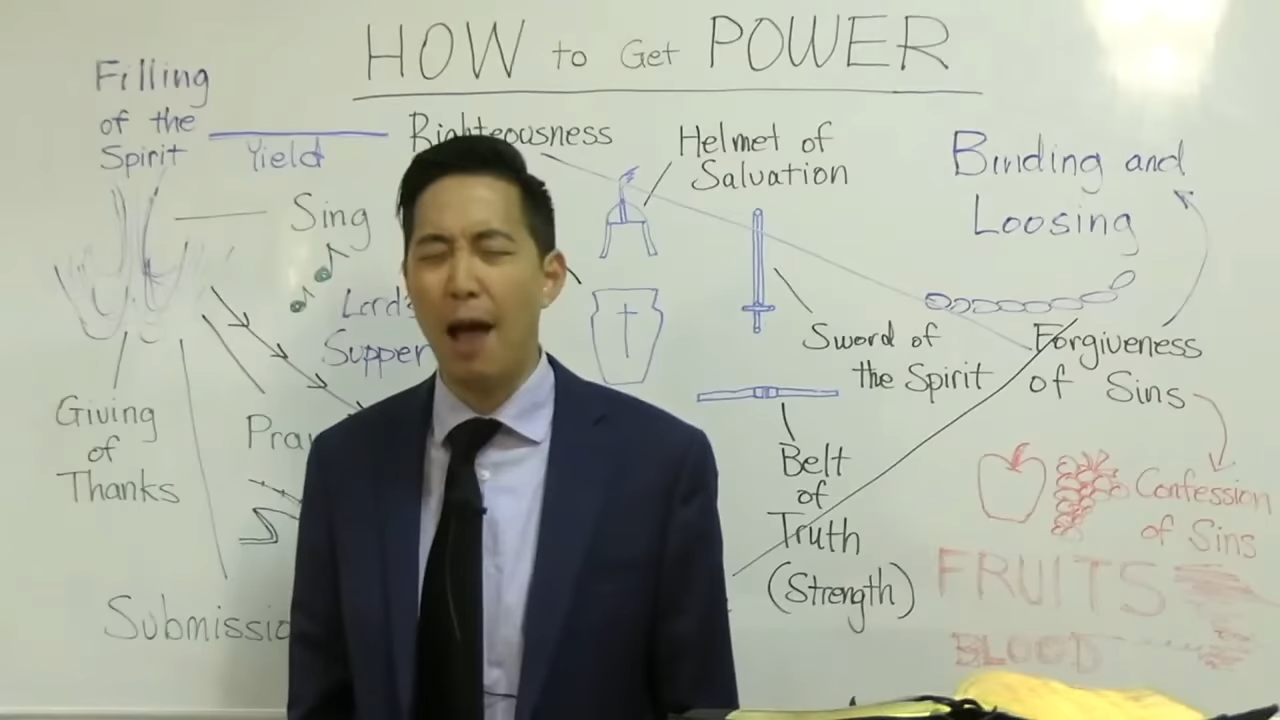 HOW to Get POWER
Filling
of the
Spirit
Yield
Righteousness
Helmet of
Salvation
Binding and
Loosing
Sing
Supper
Sword of
the Spirit
Forgiveness
of Sins
Giving
of
Thanks
Belt
of
Truth
(Strength)
Confession
of Sins
FRUITS
BLOOD